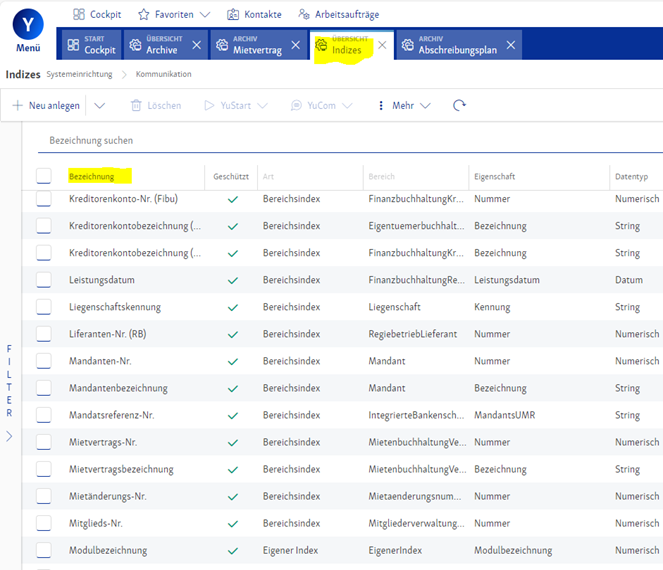 Y
Menü
Cockpit Favoriten Kontakte Arbeitsaufträge
START Cockpit
ÜBERSICHT Archive
ARCHIV Mietvertrag
ÜBERSICHT Indizes
ARCHIV Abschreibungsplan
Indizes Systemeinrichtung Kommunikation
Neu anlegen Löschen YuStart YuCom Mehr
Bezeichnung suchen
Bezeichnung Geschützt Art Bereich Eigenschaft Datentyp
Kreditorenkonto-Nr. (Fibu) Bereichsindex FinanzbuchhaltungKr... Nummer Numerisch
Kreditorenkontobezeichnung (... Bereichsindex Eigentuemerbuchhalt... Bezeichnung String
Kreditorenkontobezeichnung (... Bereichsindex FinanzbuchhaltungKr... Bezeichnung String
Leistungsdatum Bereichsindex FinanzbuchhaltungRe... Leistungsdatum Datum
Liegenschaftskennung Bereichsindex Liegenschaft Kennung String
Liferanten-Nr. (RB) Bereichsindex RegiebetriebLieferant Nummer Numerisch
Mandanten-Nr. Bereichsindex Mandant Nummer Numerisch
Mandantenbezeichnung Bereichsindex Mandant Bezeichnung String
Mandatsreferenz-Nr. Bereichsindex IntegrierteBankensch... MandantsUMR String
Mietvertrags-Nr. Bereichsindex MietenbuchhaltungVe... Nummer Numerisch
Mietvertragsbezeichnung Bereichsindex MietenbuchhaltungVe... Bezeichnung String
Mietänderungs-Nr. Bereichsindex Mietaenderungsnum... Nummer Numerisch
Mitglieds-Nr. Bereichsindex Mitgliederverwaltung... Nummer Numerisch
Modulbezeichnung Eigener Index EigenerIndex Modulbezeichnung Numerisch
FILTER